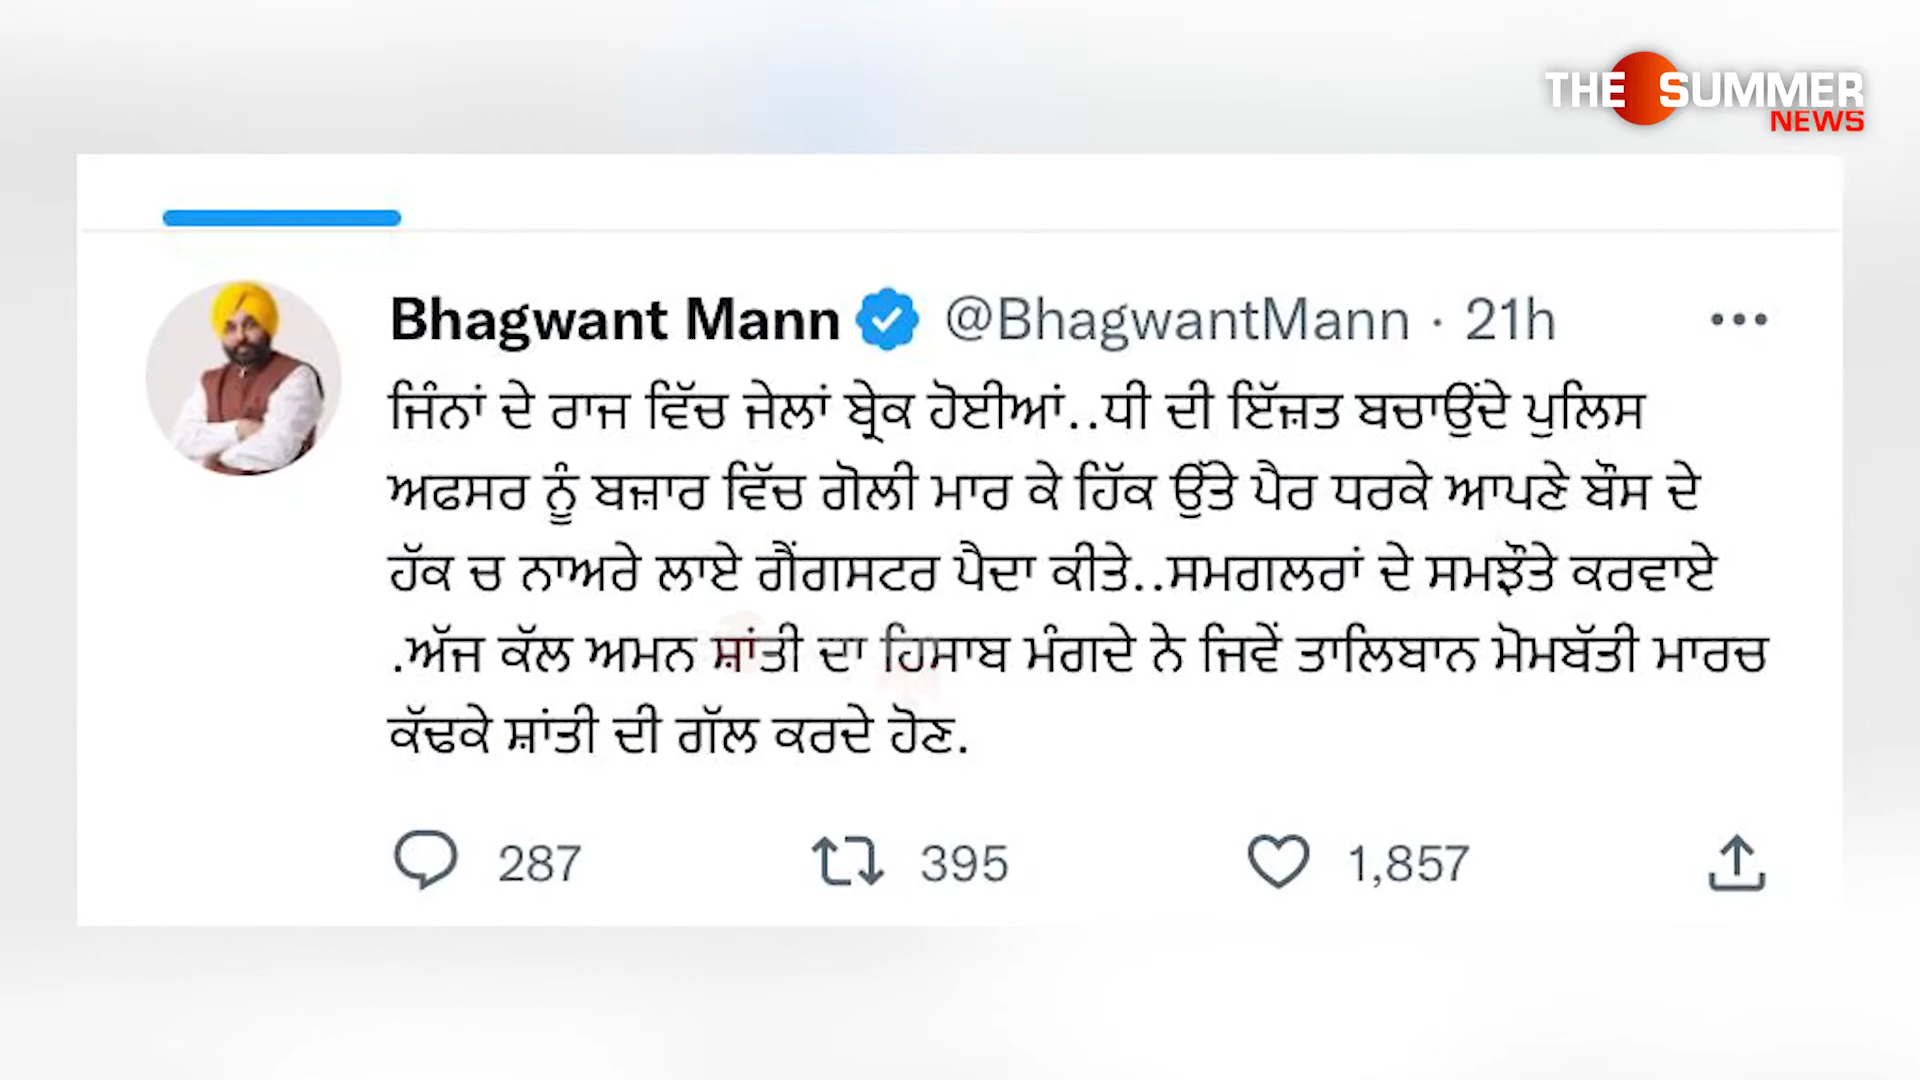 THE SUMMER
NEWS
Bhagwant Mann @BhagwantMann · 21h
ਜਿੰਨਾਂ ਦੇ ਰਾਜ ਵਿੱਚ ਜੇਲਾਂ ਬ੍ਰੇਕ ਹੋਈਆਂ..ਧੀ ਦੀ ਇੱਜ਼ਤ ਬਚਾਉਂਦੇ ਪੁਲਿਸ
ਅਫਸਰ ਨੂੰ ਬਜ਼ਾਰ ਵਿੱਚ ਗੋਲੀ ਮਾਰ ਕੇ ਹਿੱਕ ਉੱਤੇ ਪੈਰ ਧਰਕੇ ਆਪਣੇ ਬੌਸ ਦੇ
ਹੱਕ ਚ ਨਾਅਰੇ ਲਾਏ ਗੈਂਗਸਟਰ ਪੈਦਾ ਕੀਤੇ..ਸਮਗਲਰਾਂ ਦੇ ਸਮਝੌਤੇ ਕਰਵਾਏ
.ਅੱਜ ਕੱਲ ਅਮਨ ਸ਼ਾਂਤੀ ਦਾ ਹਿਸਾਬ ਮੰਗਦੇ ਨੇ ਜਿਵੇਂ ਤਾਲਿਬਾਨ ਮੋਮਬੱਤੀ ਮਾਰਚ
ਕੱਢਕੇ ਸ਼ਾਂਤੀ ਦੀ ਗੱਲ ਕਰਦੇ ਹੋਣ.
287 395 1,857